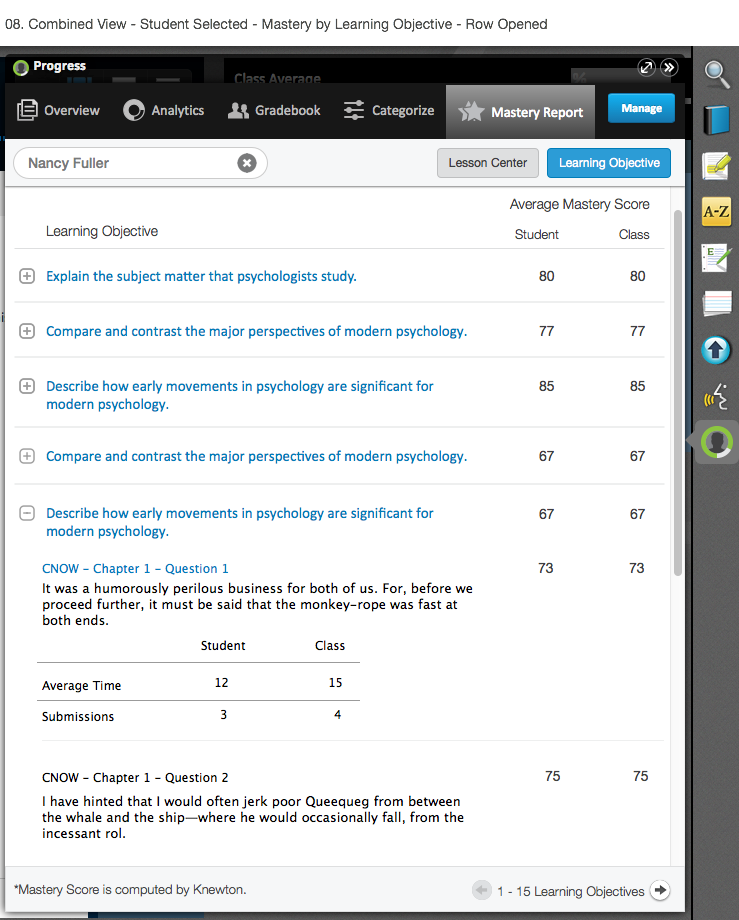 08. Combined View - Student Selected - Mastery by Learning Objective - Row Opened
Progress
Class Average
%
Overview
Analytics
Gradebook
Categorize
Mastery Report
Manage
Nancy Fuller
Lesson Center
Learning Objective
Average Mastery Score
Learning Objective
Student
Class
Explain the subject matter that psychologists study.
80
80
Compare and contrast the major perspectives of modern psychology.
77
77
Describe how early movements in psychology are significant for
modern psychology.
85
85
Compare and contrast the major perspectives of modern psychology.
67
67
Describe how early movements in psychology are significant for
modern psychology.
67
67
CNOW - Chapter 1 - Question 1
73
73
It was a humorously perilous business for both of us. For, before we
proceed further, it must be said that the monkey-rope was fast at
both ends.
Student
Class
Average Time
12
15
Submissions
3
4
CNOW - Chapter 1 - Question 2
75
75
I have hinted that I would often jerk poor Queequeg from between
the whale and the ship—where he would occasionally fall, from the
incessant rol.
*Mastery Score is computed by Knewton.
1 - 15 Learning Objectives
A-Z
E